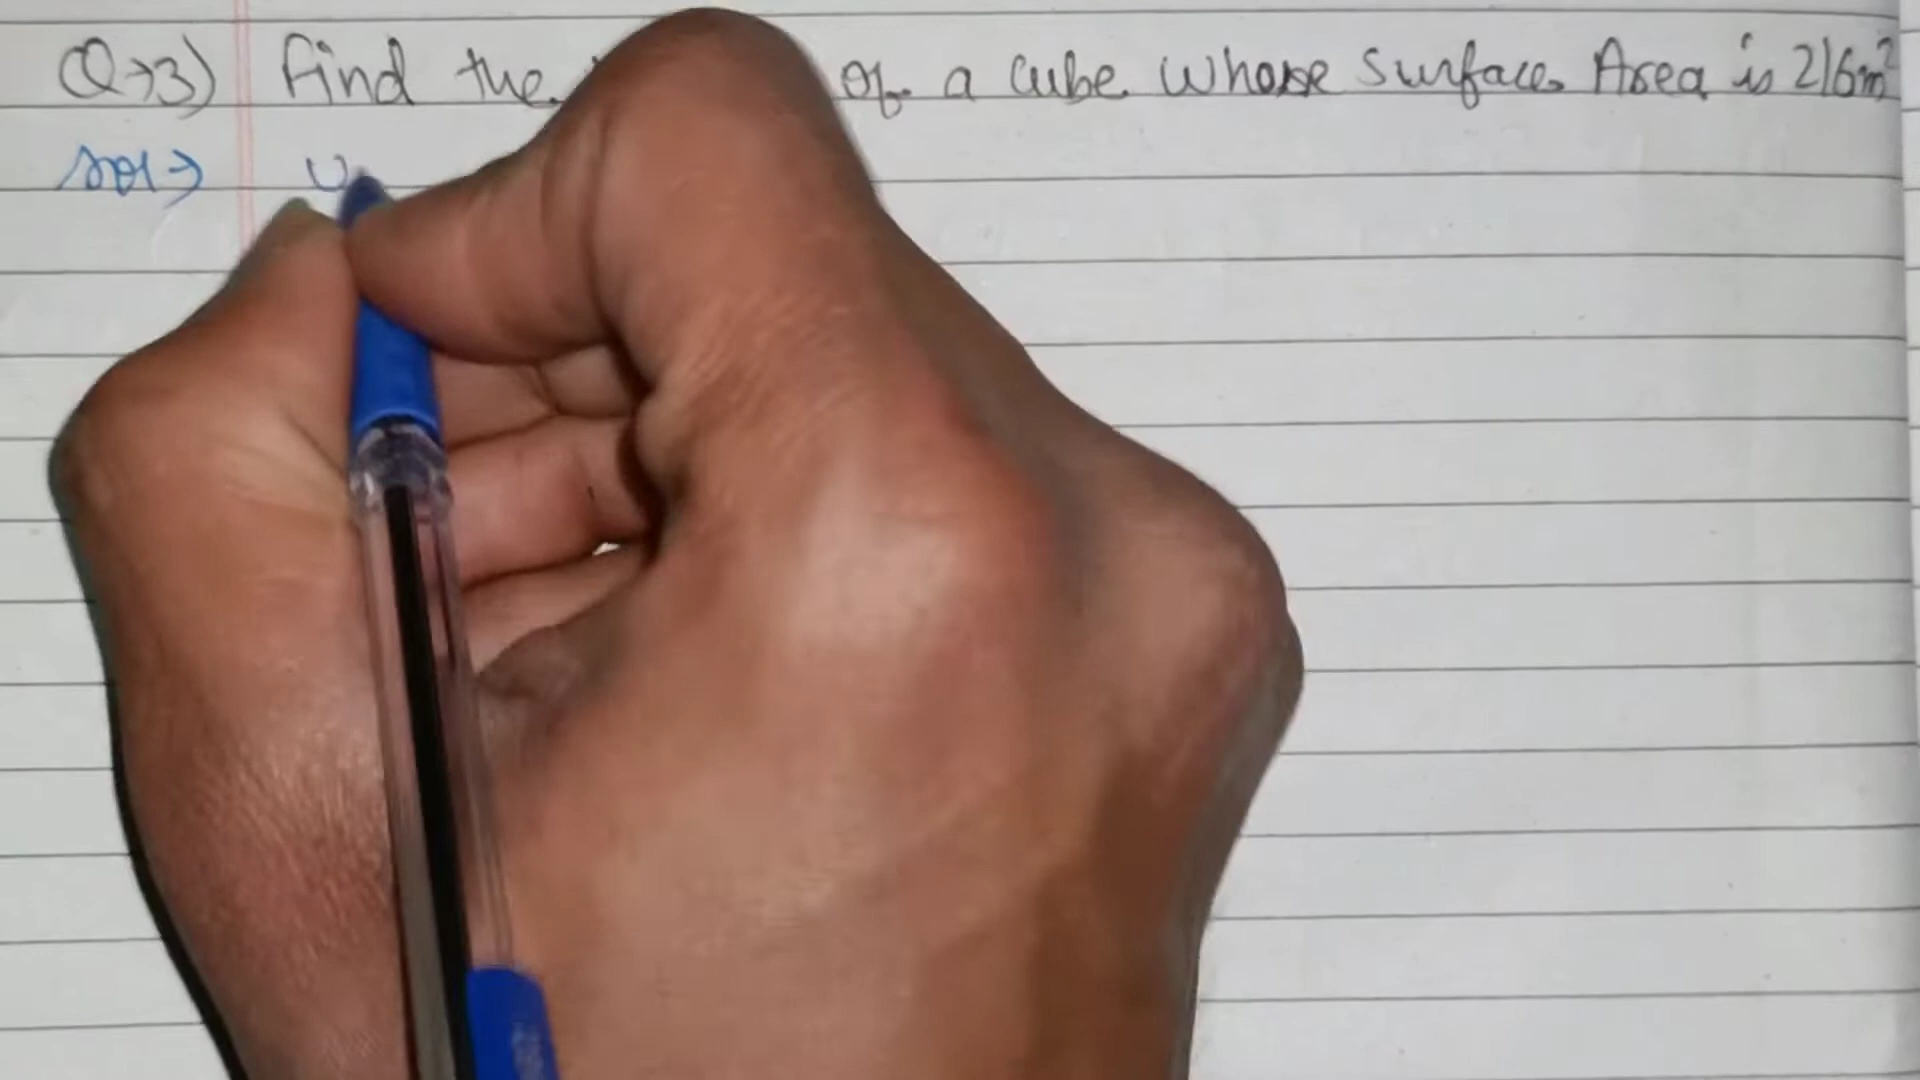 Q→3) Find the of a Cube whose surface Area is 216m²
Sol→